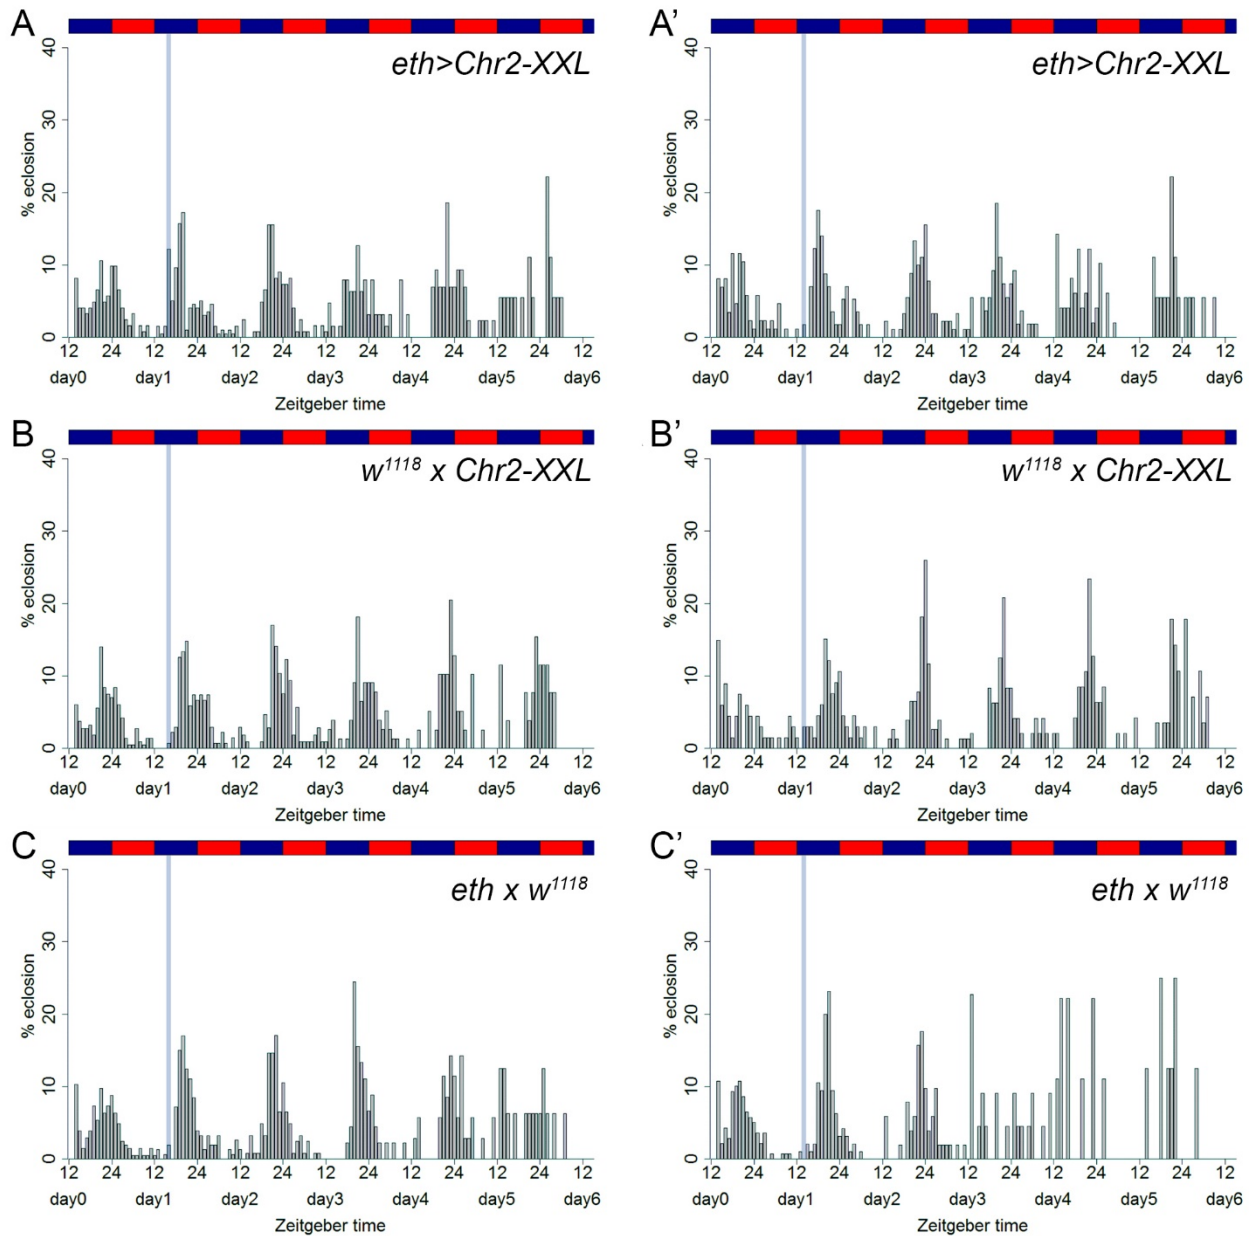 A
eth>Chr2-XXL
% eclosion
40
30
20
10
0
12 24 12 24 12 24 12 24 12 24 12 24 12
day0 day1 day2 day3 day4 day5 day6
Zeitgeber time
A’
eth>Chr2-XXL
% eclosion
40
30
20
10
0
12 24 12 24 12 24 12 24 12 24 12 24 12
day0 day1 day2 day3 day4 day5 day6
Zeitgeber time
B
w¹¹¹⁸ x Chr2-XXL
% eclosion
40
30
20
10
0
12 24 12 24 12 24 12 24 12 24 12 24 12
day0 day1 day2 day3 day4 day5 day6
Zeitgeber time
B’
w¹¹¹⁸ x Chr2-XXL
% eclosion
40
30
20
10
0
12 24 12 24 12 24 12 24 12 24 12 24 12
day0 day1 day2 day3 day4 day5 day6
Zeitgeber time
C
eth x w¹¹¹⁸
% eclosion
40
30
20
10
0
12 24 12 24 12 24 12 24 12 24 12 24 12
day0 day1 day2 day3 day4 day5 day6
Zeitgeber time
C’
eth x w¹¹¹⁸
% eclosion
40
30
20
10
0
12 24 12 24 12 24 12 24 12 24 12 24 12
day0 day1 day2 day3 day4 day5 day6
Zeitgeber time